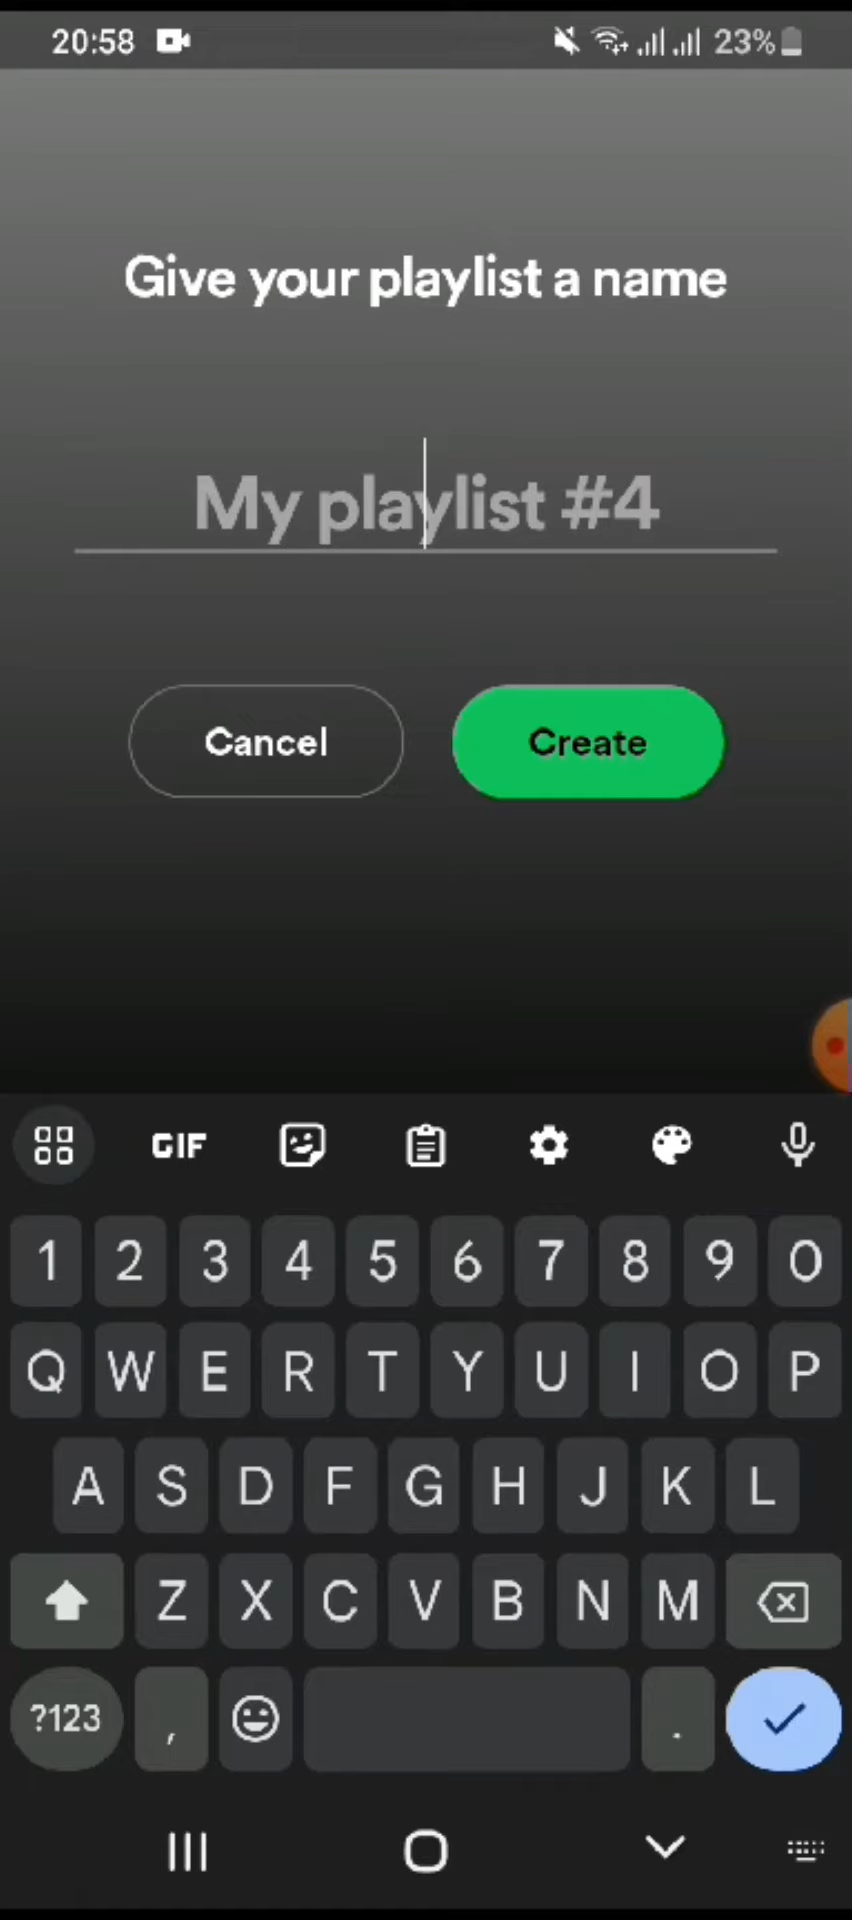 20:58 23%
Give your playlist a name
My playlist #4
Cancel Create
GIF
1 2 3 4 5 6 7 8 9 0
Q W E R T Y U I O P
A S D F G H J K L
Z X C V B N M
?123 , .